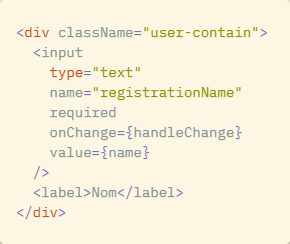 <div className="user-contain">
  <input
    type="text"
    name="registrationName"
    required
    onChange={handleChange}
    value={name}
  />
  <label>Nom</label>
</div>